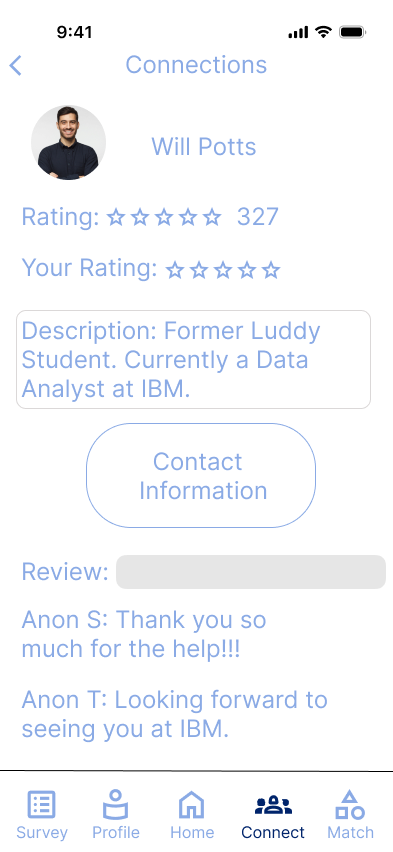 9:41
Connections
Will Potts
Rating: 327
Your Rating:
Description: Former Luddy
Student. Currently a Data
Analyst at IBM.
Contact
Information
Review:
Anon S: Thank you so
much for the help!!!
Anon T: Looking forward to
seeing you at IBM.
Survey Profile Home Connect Match